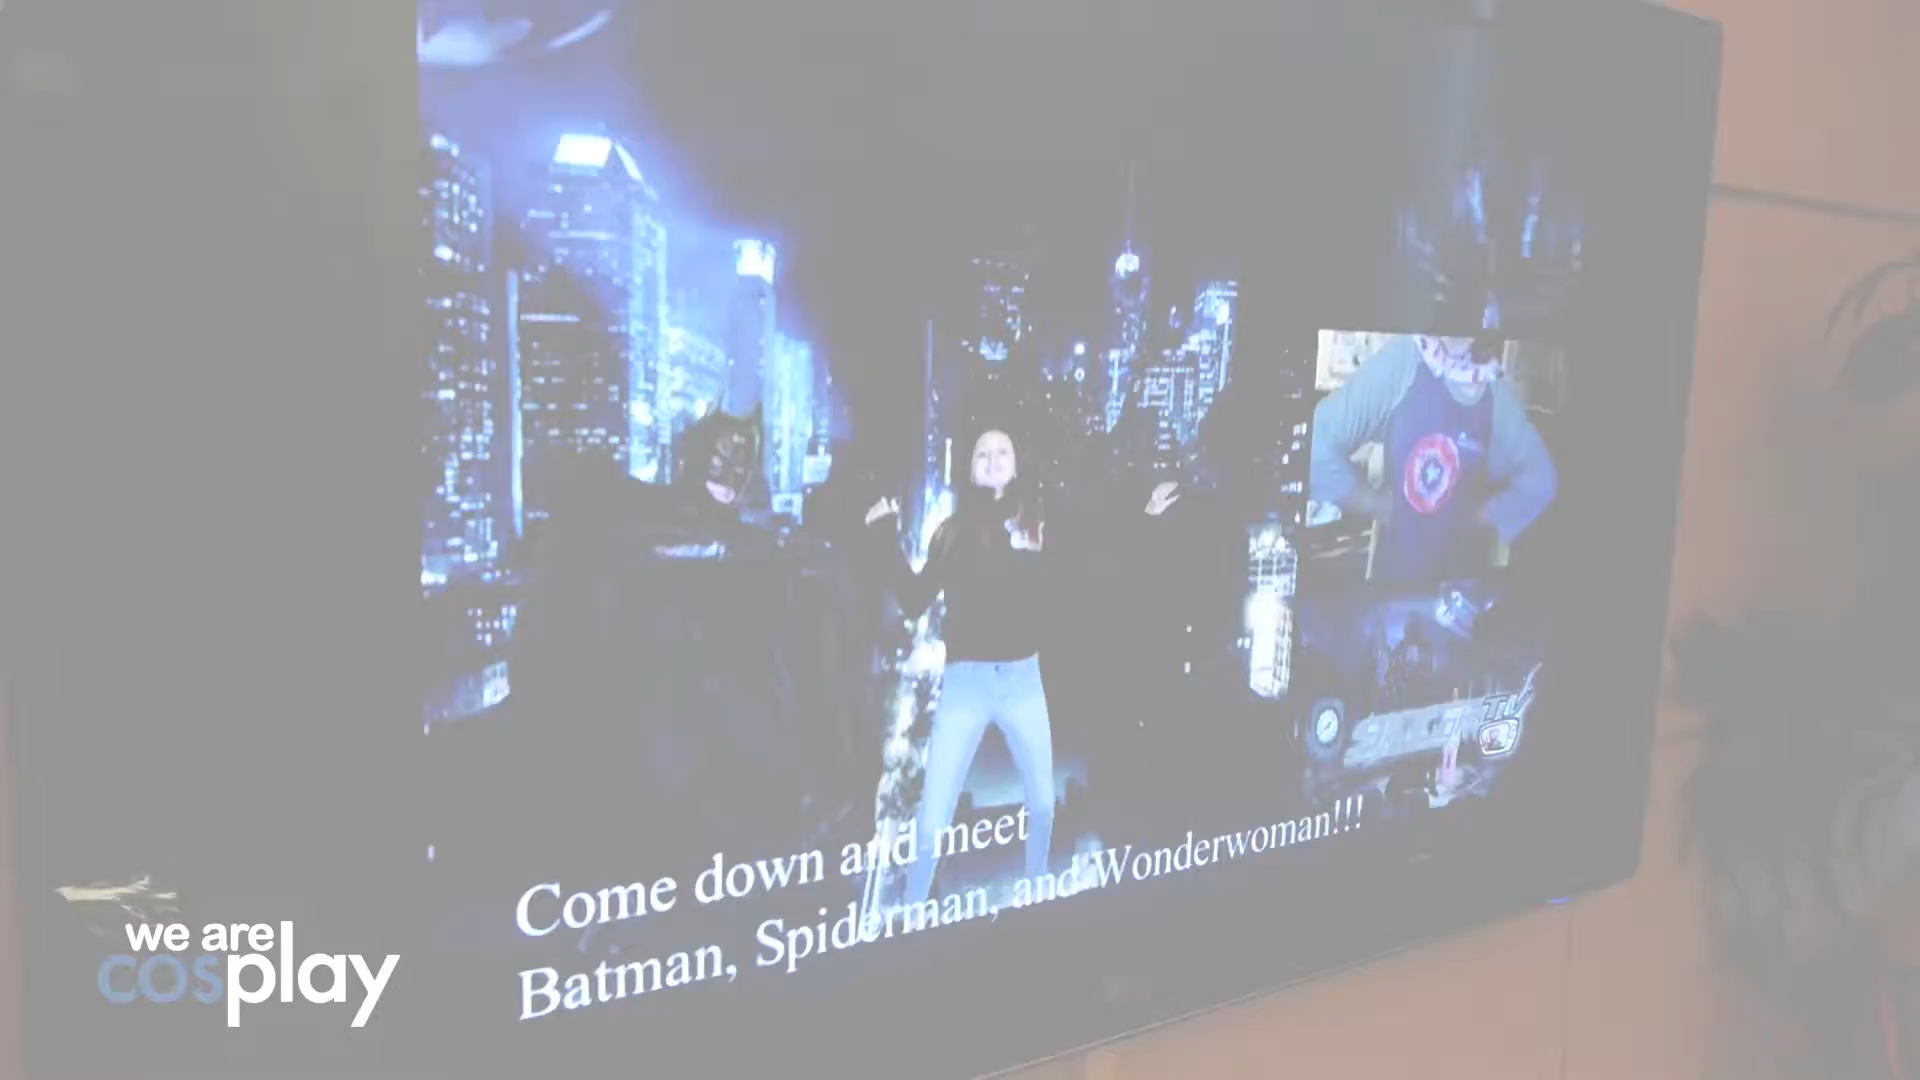 Come down and meet
Batman, Spiderman, and Wonderwoman!!!
we are
cosplay